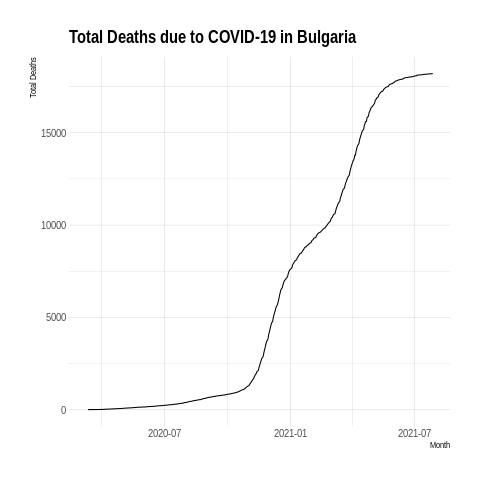 Total Deaths due to COVID-19 in Bulgaria
Total Deaths
15000
10000
5000
0
2020-07 2021-01 2021-07
Month